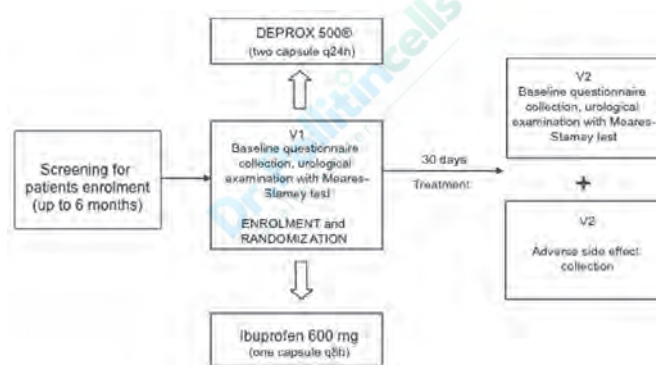 DEPROX 500®
(two capsule q24h)
Screening for
patients enrolment
(up to 6 months)
V1
Baseline questionnaire
collection, urological
examination with Meares-
Stamey test
ENROLMENT and
RANDOMIZATION
30 days
Treatment
V2
Baseline questionnaire
collection, urological
examination with Meares-
Stamey test
+
V2
Adverse side effect
collection
Ibuprofen 600 mg
(one capsule q8h)